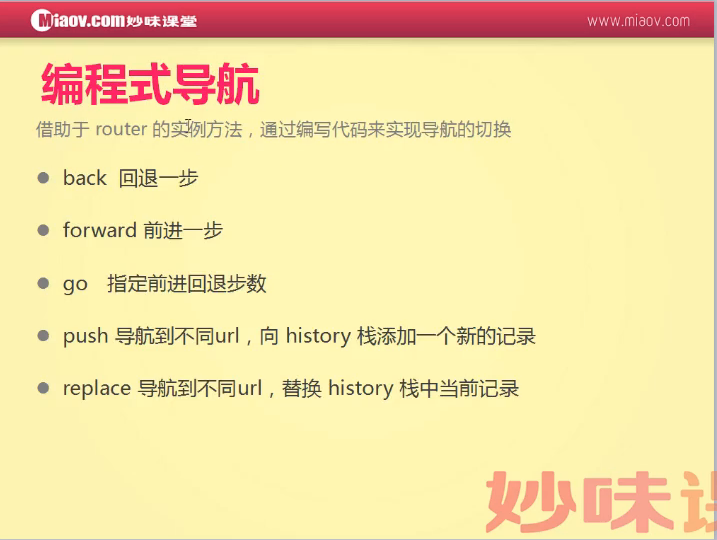 Miaov.com妙味课堂
www.miaov.com
编程式导航
借助于 router 的实例方法，通过编写代码来实现导航的切换
back 回退一步
forward 前进一步
go 指定前进回退步数
push 导航到不同url，向 history 栈添加一个新的记录
replace 导航到不同url，替换 history 栈中当前记录
妙味课